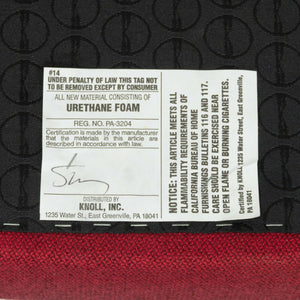 #14
UNDER PENALTY OF LAW THIS TAG NOT
TO BE REMOVED EXCEPT BY CONSUMER
ALL NEW MATERIAL CONSISTING OF
URETHANE FOAM
REG. NO. PA-3204
Certification is made by the manufacturer
that the materials in this article are
described in accordance with law.
DISTRIBUTED BY
KNOLL, INC.
1235 Water St., East Greenville, PA 18041
NOTICE: THIS ARTICLE MEETS ALL
FLAMMABILITY REQUIREMENTS OF
CALIFORNIA BUREAU OF HOME
FURNISHINGS BULLETINS 116 AND 117.
CARE SHOULD BE EXERCISED NEAR
OPEN FLAME OR BURNING CIGARETTES.
Certified by
KNOLL, 1235 Water Street, East Greenville,
PA 18041